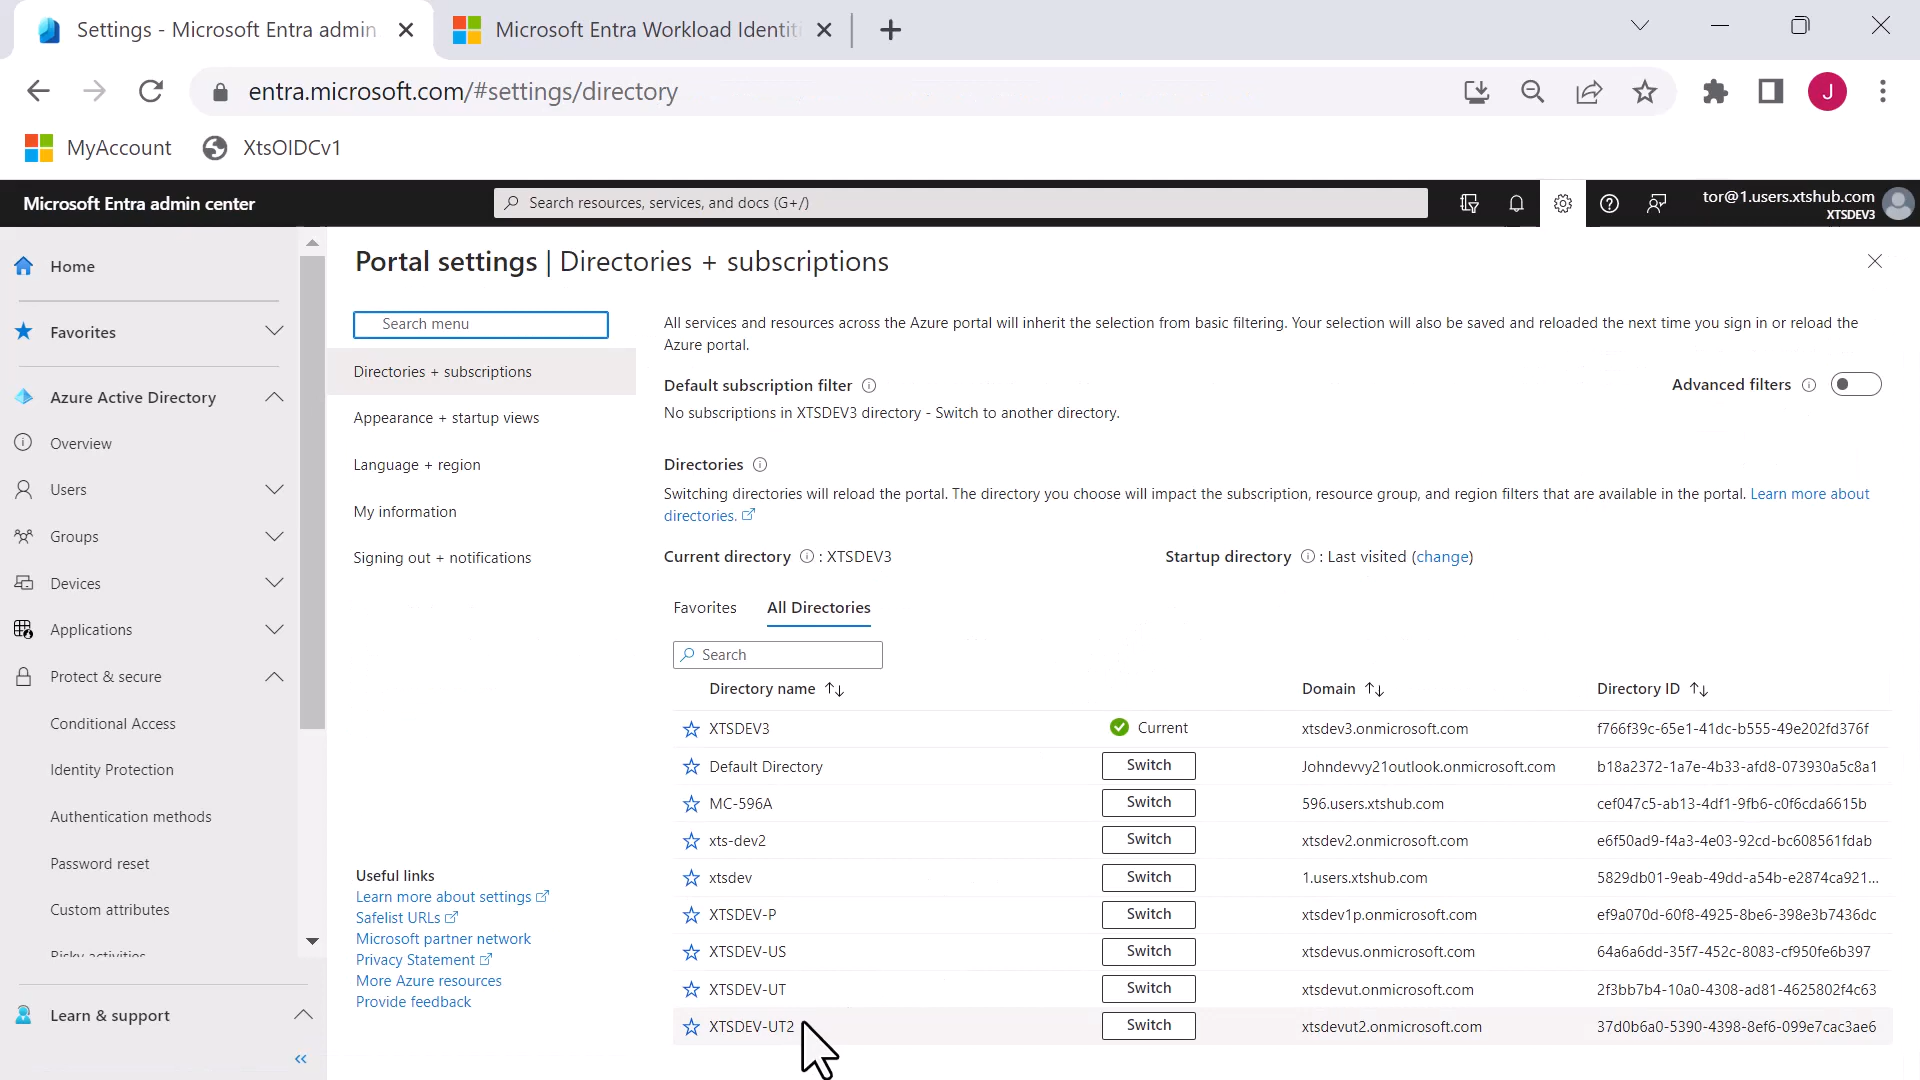 Settings - Microsoft Entra admin
Microsoft Entra Workload Identiti
entra.microsoft.com/#settings/directory
J
MyAccount
XtsOIDCv1
Microsoft Entra admin center
Search resources, services, and docs (G+/)
tor@1.users.xtshub.com
XTSDEV3
Home
Favorites
Azure Active Directory
Overview
Users
Groups
Devices
Applications
Protect & secure
Conditional Access
Identity Protection
Authentication methods
Password reset
Custom attributes
Risky activities
Learn & support
«
Portal settings | Directories + subscriptions
Search menu
Directories + subscriptions
Appearance + startup views
Language + region
My information
Signing out + notifications
Useful links
Learn more about settings
Safelist URLs
Microsoft partner network
Privacy Statement
More Azure resources
Provide feedback
All services and resources across the Azure portal will inherit the selection from basic filtering. Your selection will also be saved and reloaded the next time you sign in or reload the
Azure portal.
Default subscription filter
Advanced filters
No subscriptions in XTSDEV3 directory - Switch to another directory.
Directories
Switching directories will reload the portal. The directory you choose will impact the subscription, resource group, and region filters that are available in the portal. Learn more about
directories.
Current directory : XTSDEV3
Startup directory : Last visited (change)
Favorites All Directories
Search
Directory name Domain Directory ID
XTSDEV3 Current xtsdev3.onmicrosoft.com f766f39c-65e1-41dc-b555-49e202fd376f
Default Directory Switch Johndevvy21outlook.onmicrosoft.com b18a2372-1a7e-4b33-afd8-073930a5c8a1
MC-596A Switch 596.users.xtshub.com cef047c5-ab13-4df1-9fb6-c0f6cda6615b
xts-dev2 Switch xtsdev2.onmicrosoft.com e6f50ad9-f4a3-4e03-92cd-bc608561fdab
xtsdev Switch 1.users.xtshub.com 5829db01-9eab-49dd-a54b-e2874ca921...
XTSDEV-P Switch xtsdev1p.onmicrosoft.com ef9a070d-60f8-4925-8be6-398e3b7436dc
XTSDEV-US Switch xtsdevus.onmicrosoft.com 64a6a6dd-35f7-452c-8083-cf950fe6b397
XTSDEV-UT Switch xtsdevut.onmicrosoft.com 2f3bb7b4-10a0-4308-ad81-4625802f4c63
XTSDEV-UT2 Switch xtsdevut2.onmicrosoft.com 37d0b6a0-5390-4398-8ef6-099e7cac3ae6